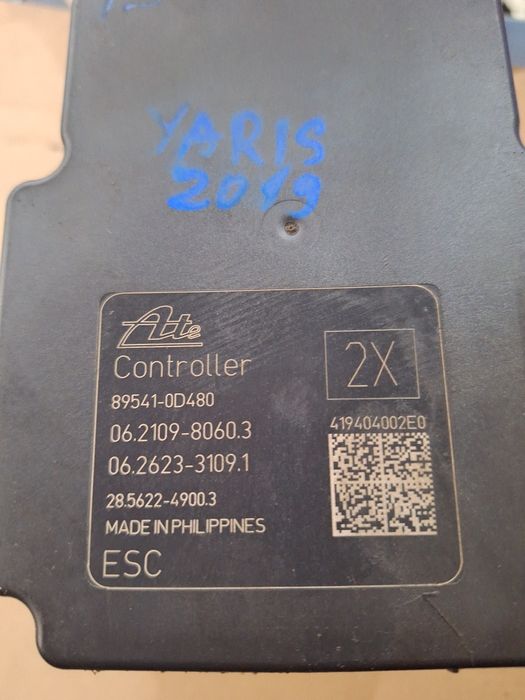 YARIS
2019
Ate
Controller
2X
89541-0D480
06.2109-8060.3
419404002E0
06.2623-3109.1
28.5622-4900.3
MADE IN PHILIPPINES
ESC